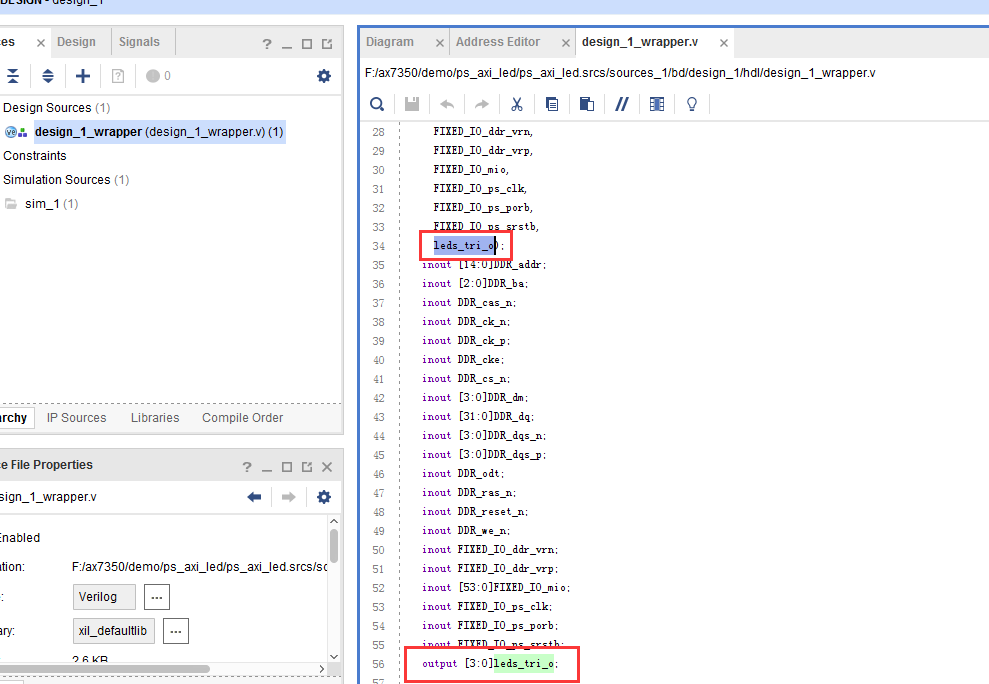 DESIGN - design_1
Design
Signals
0
Design Sources (1)
design_1_wrapper (design_1_wrapper.v) (1)
Constraints
Simulation Sources (1)
sim_1 (1)
IP Sources
Libraries
Compile Order
File Properties
design_1_wrapper.v
Enabled
F:/ax7350/demo/ps_axi_led/ps_axi_led.srcs/sc
Verilog
...
xil_defaultlib
...
2.6 KB
Diagram
Address Editor
design_1_wrapper.v
F:/ax7350/demo/ps_axi_led/ps_axi_led.srcs/sources_1/bd/design_1/hdl/design_1_wrapper.v
28 FIXED_IO_ddr_vrn,
29 FIXED_IO_ddr_vrp,
30 FIXED_IO_mio,
31 FIXED_IO_ps_clk,
32 FIXED_IO_ps_porb,
33 FIXED_IO_ps_srstb,
34 leds_tri_o);
35 inout [14:0]DDR_addr;
36 inout [2:0]DDR_ba;
37 inout DDR_cas_n;
38 inout DDR_ck_n;
39 inout DDR_ck_p;
40 inout DDR_cke;
41 inout DDR_cs_n;
42 inout [3:0]DDR_dm;
43 inout [31:0]DDR_dq;
44 inout [3:0]DDR_dqs_n;
45 inout [3:0]DDR_dqs_p;
46 inout DDR_odt;
47 inout DDR_ras_n;
48 inout DDR_reset_n;
49 inout DDR_we_n;
50 inout FIXED_IO_ddr_vrn;
51 inout FIXED_IO_ddr_vrp;
52 inout [53:0]FIXED_IO_mio;
53 inout FIXED_IO_ps_clk;
54 inout FIXED_IO_ps_porb;
55 inout FIXED_IO_ps_srstb;
56 output [3:0]leds_tri_o;
57